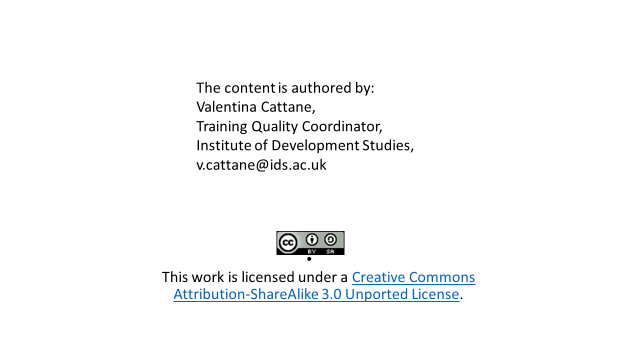 The content is authored by:
Valentina Cattane,
Training Quality Coordinator,
Institute of Development Studies,
v.cattane@ids.ac.uk
cc
BY SA
This work is licensed under a Creative Commons
Attribution-ShareAlike 3.0 Unported License.